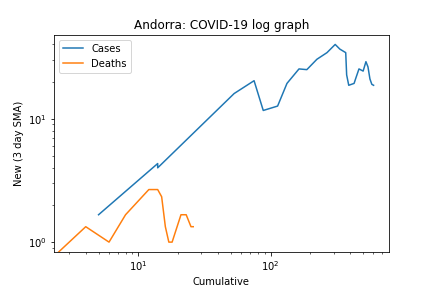 Andorra: COVID-19 log graph
Cases
Deaths
New (3 day SMA)
10¹
10⁰
10¹
10²
Cumulative